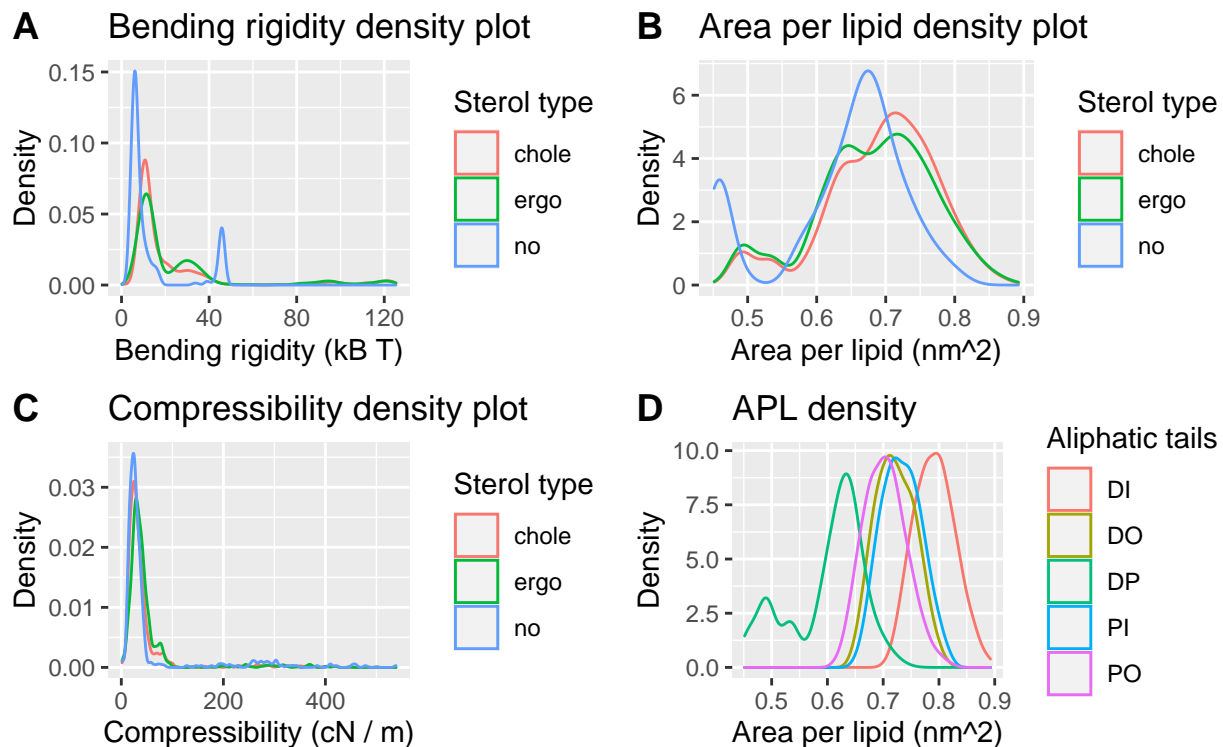 A Bending rigidity density plot
0.15
0.10
0.05
0.00
Density
0 40 80 120
Bending rigidity (kB T)
Sterol type
chole
ergo
no
B Area per lipid density plot
6
4
2
0
Density
0.5 0.6 0.7 0.8 0.9
Area per lipid (nm^2)
Sterol type
chole
ergo
no
C Compressibility density plot
0.03
0.02
0.01
0.00
Density
0 200 400
Compressibility (cN / m)
Sterol type
chole
ergo
no
D APL density
10.0
7.5
5.0
2.5
0.0
Density
0.5 0.6 0.7 0.8 0.9
Area per lipid (nm^2)
Aliphatic tails
DI
DO
DP
PI
PO